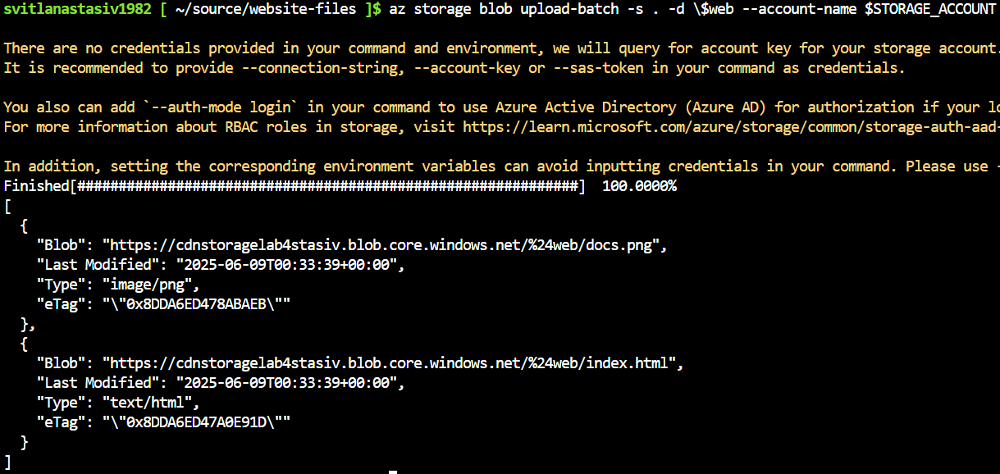 svitlanastasiv1982 [ ~/source/website-files ]$ az storage blob upload-batch -s . -d \$web --account-name $STORAGE_ACCOUNT
There are no credentials provided in your command and environment, we will query for account key for your storage account.
It is recommended to provide --connection-string, --account-key or --sas-token in your command as credentials.
You also can add `--auth-mode login` in your command to use Azure Active Directory (Azure AD) for authorization if your lo
For more information about RBAC roles in storage, visit https://learn.microsoft.com/azure/storage/common/storage-auth-aad-
In addition, setting the corresponding environment variables can avoid inputting credentials in your command. Please use -
Finished[#############################################################]  100.0000%
[
  {
    "Blob": "https://cdnstoragelab4stasiv.blob.core.windows.net/%24web/docs.png",
    "Last Modified": "2025-06-09T00:33:39+00:00",
    "Type": "image/png",
    "eTag": "\"0x8DDA6ED478ABAEB\""
  },
  {
    "Blob": "https://cdnstoragelab4stasiv.blob.core.windows.net/%24web/index.html",
    "Last Modified": "2025-06-09T00:33:39+00:00",
    "Type": "text/html",
    "eTag": "\"0x8DDA6ED47A0E91D\""
  }
]